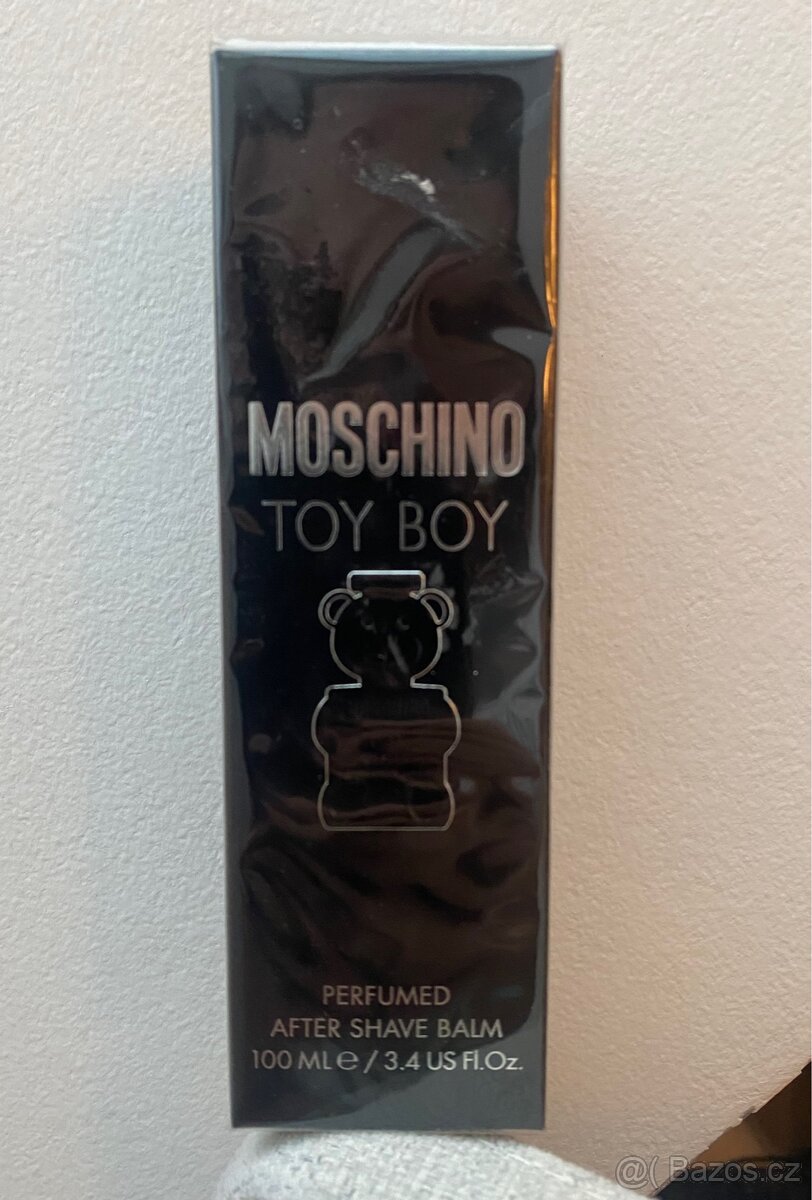 MOSCHINO
TOY BOY
PERFUMED
AFTER SHAVE BALM
100 ML ℮ / 3.4 US Fl.Oz.
@( Bazos.cz